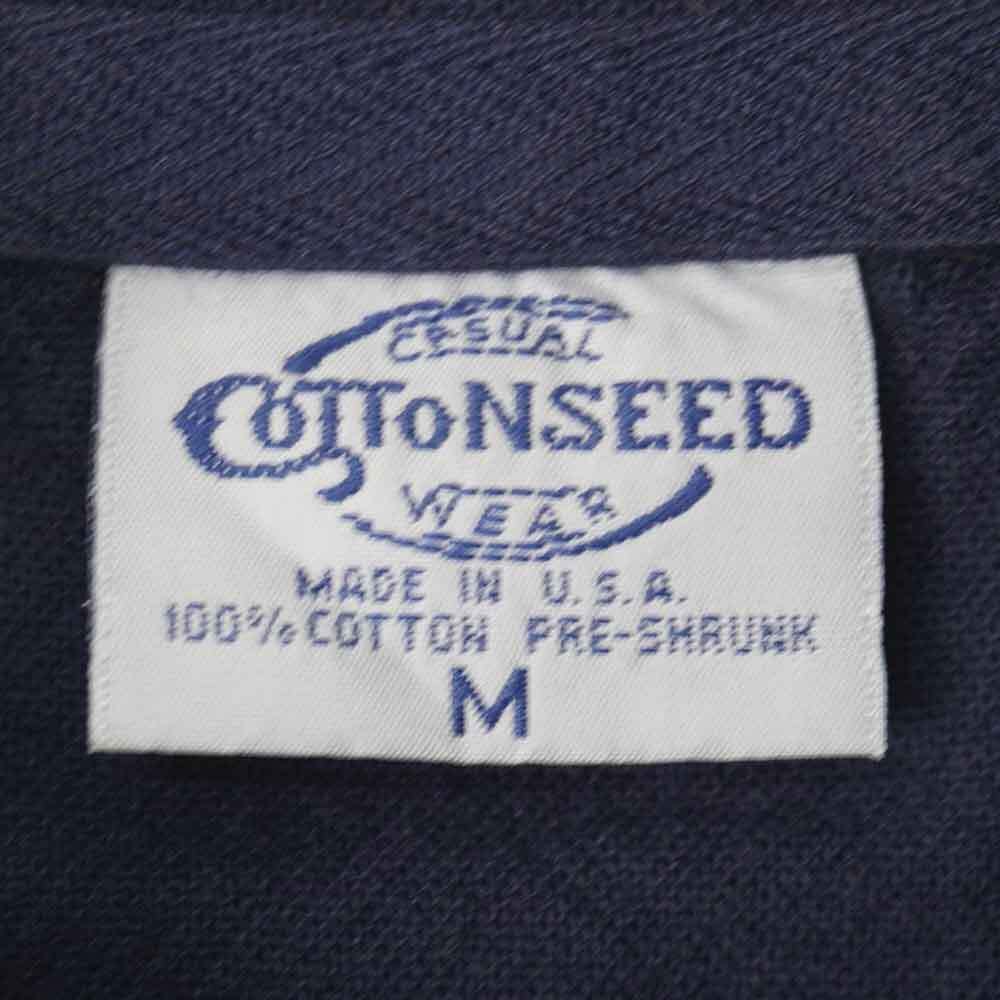 CASUAL
COTTONSEED
WEAR
MADE IN U.S.A.
100% COTTON PRE-SHRUNK
M